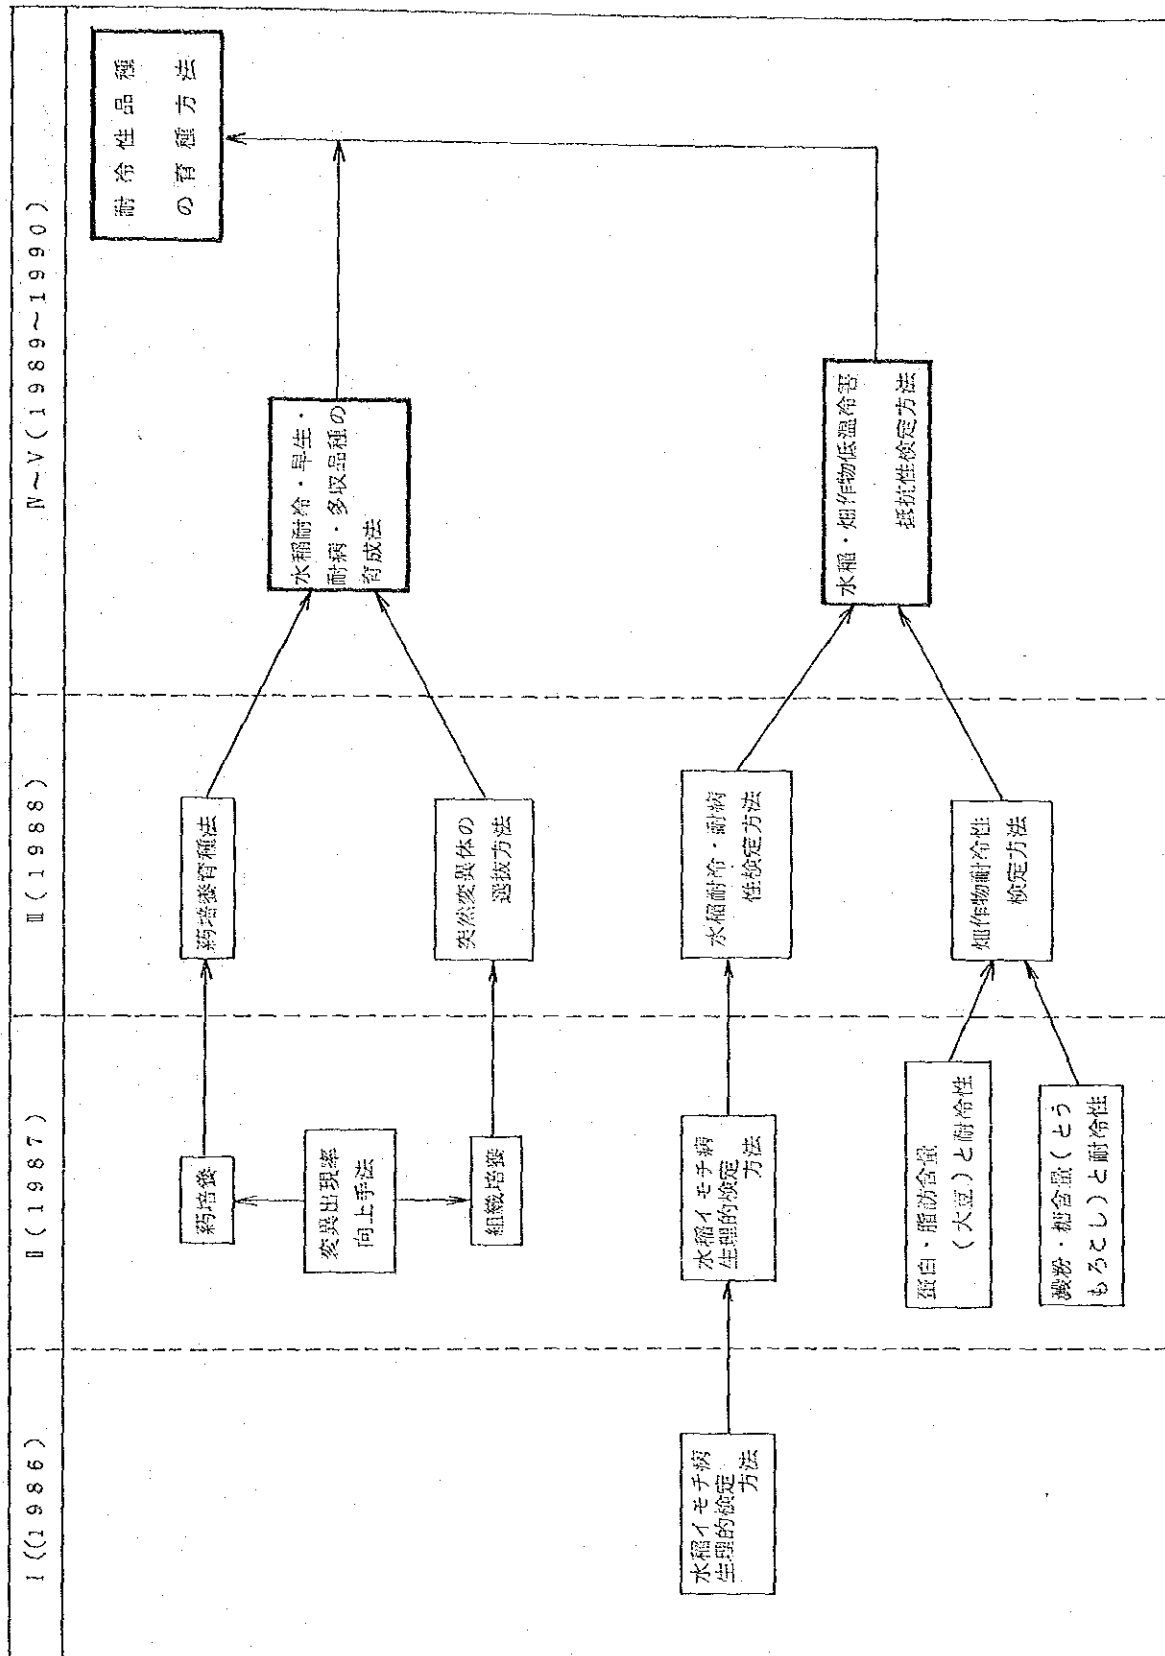 I((1986)
II(1987)
III(1988)
IV~V(1989~1990)
耐冷性品種
の育種方法
水稲耐冷・早生・
耐病・多収品種の
育成法
水稲・畑作物低温冷害
抵抗性検定方法
葯培養育種法
突然変異体の
選抜方法
水稲耐冷・耐病
性検定方法
畑作物耐冷性
検定方法
葯培養
変異出現率
向上手法
組織培養
水稲イモチ病
生理的検定
方法
蛋白・脂肪含量
(大豆)と耐冷性
澱粉・糖含量(とう
もろこし)と耐冷性
水稲イモチ病
生理的検定
方法